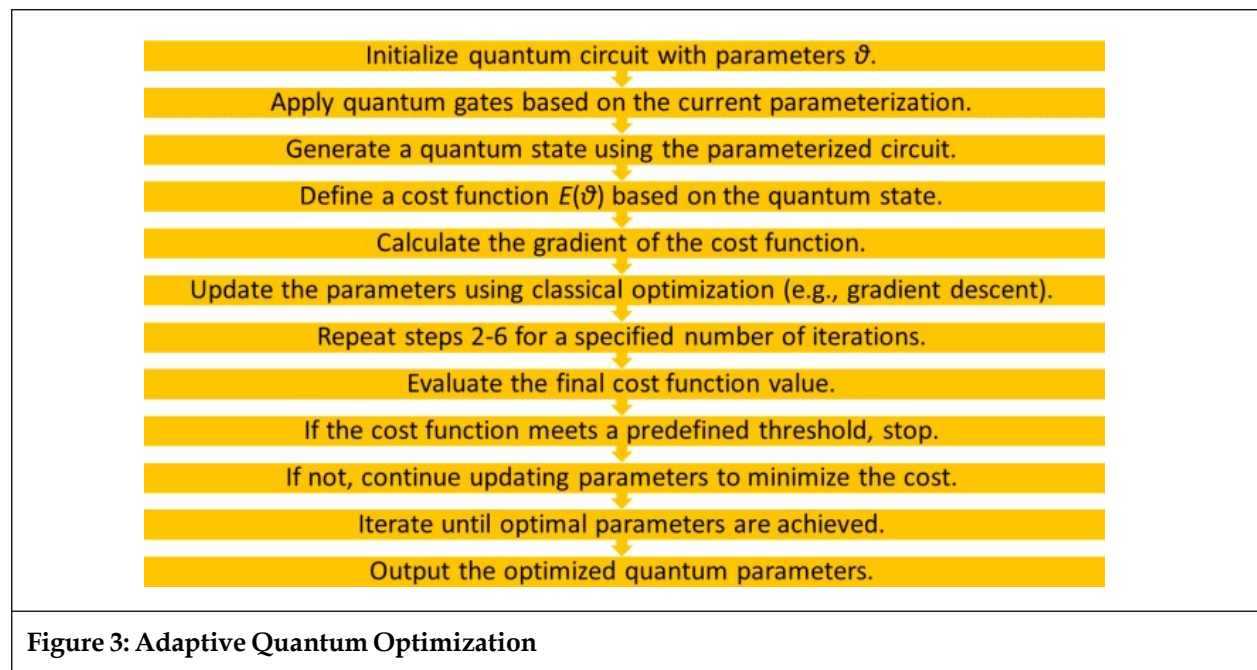 Initialize quantum circuit with parameters ϑ.
Apply quantum gates based on the current parameterization.
Generate a quantum state using the parameterized circuit.
Define a cost function E(ϑ) based on the quantum state.
Calculate the gradient of the cost function.
Update the parameters using classical optimization (e.g., gradient descent).
Repeat steps 2-6 for a specified number of iterations.
Evaluate the final cost function value.
If the cost function meets a predefined threshold, stop.
If not, continue updating parameters to minimize the cost.
Iterate until optimal parameters are achieved.
Output the optimized quantum parameters.
Figure 3: Adaptive Quantum Optimization